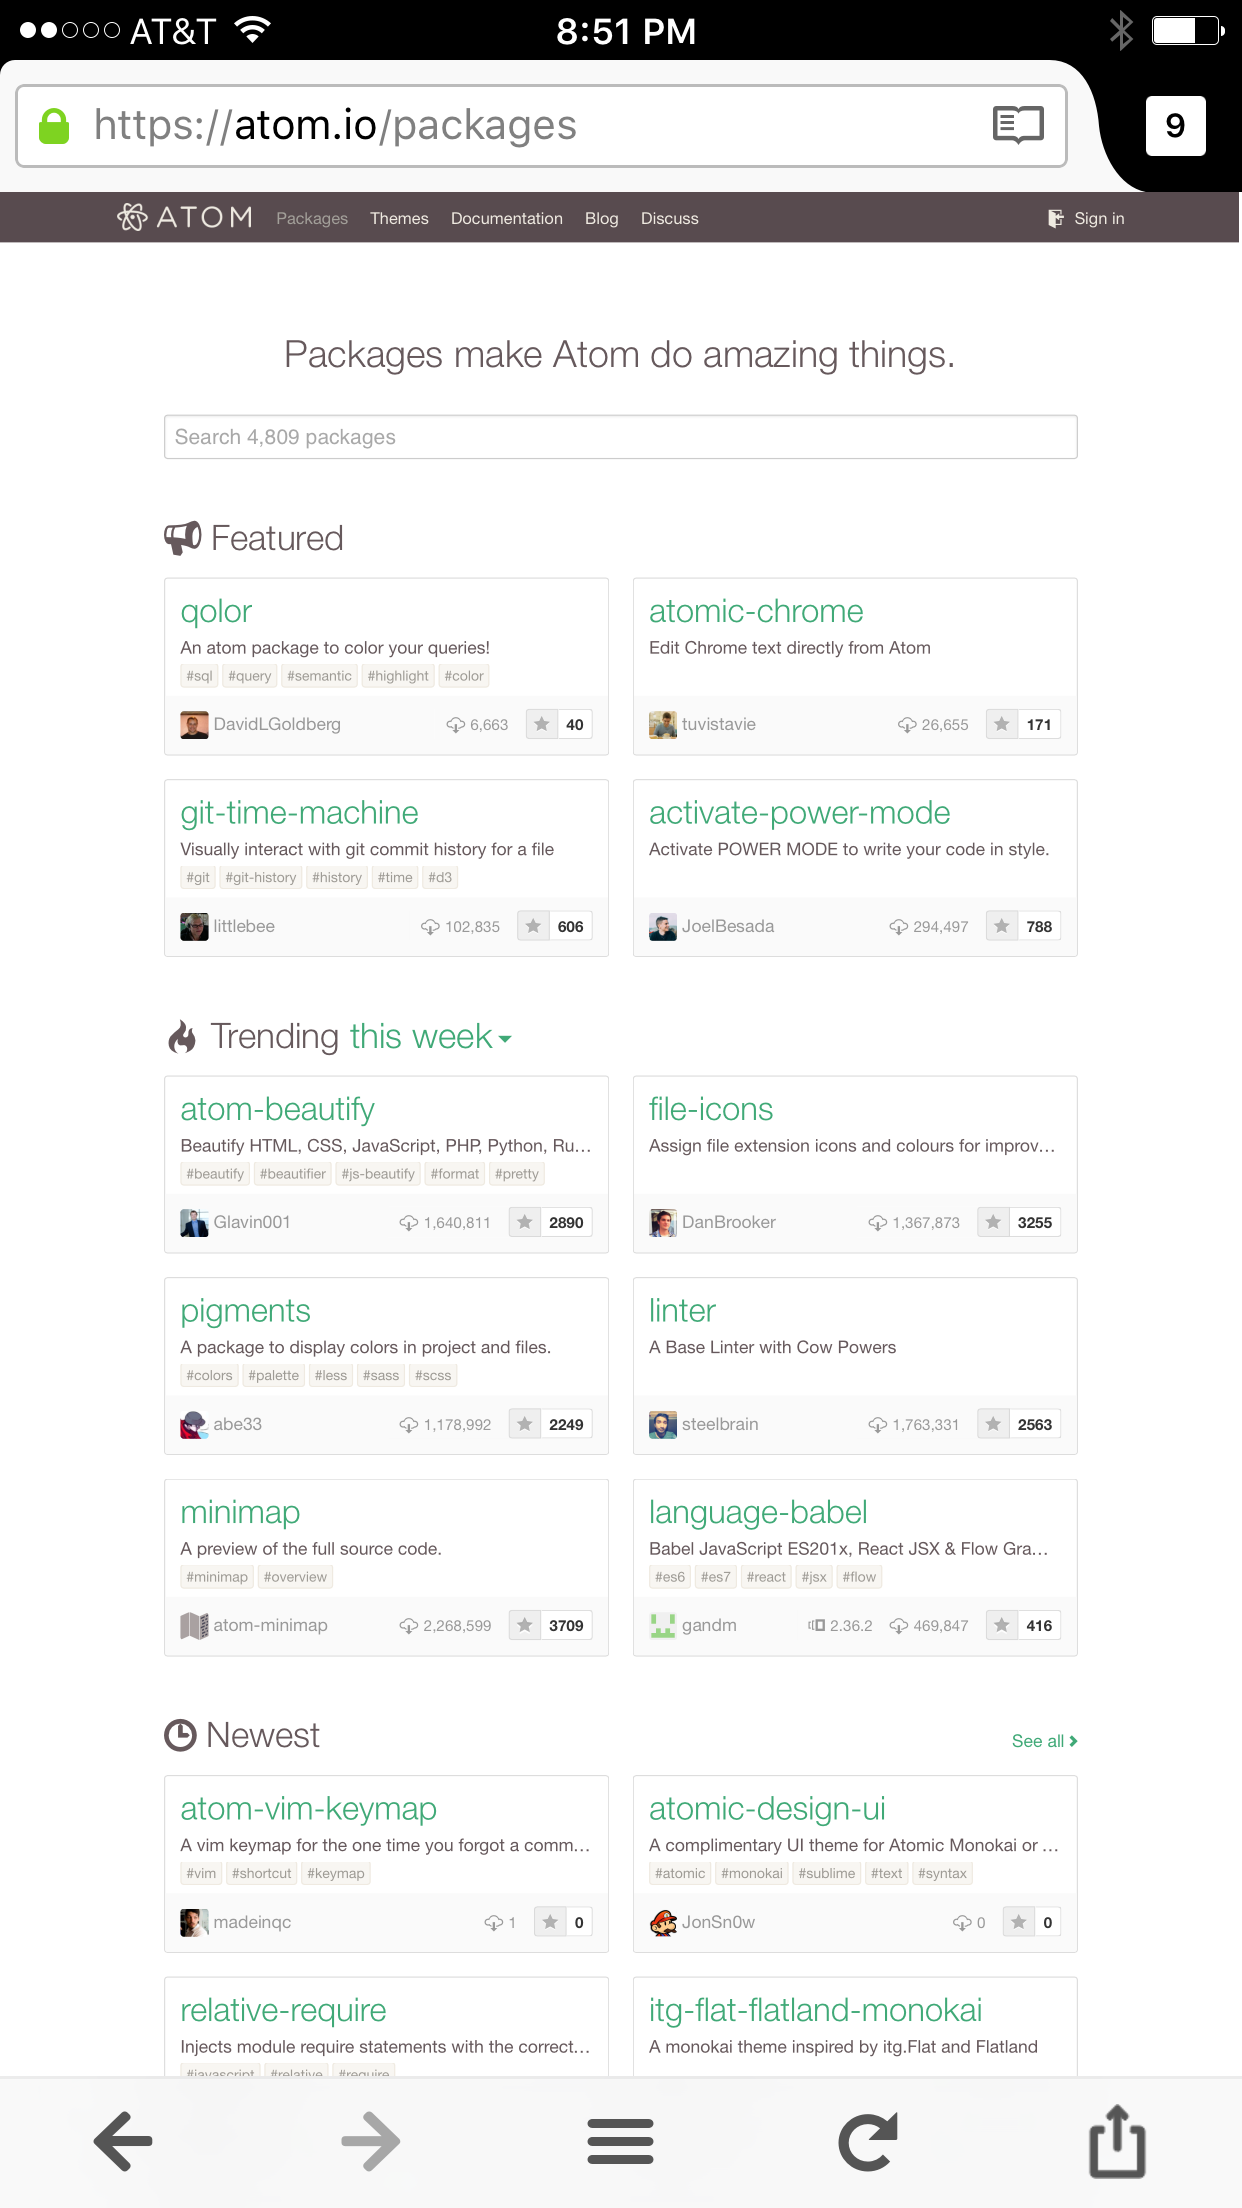 AT&T 8:51 PM
https://atom.io/packages 9
ATOM Packages Themes Documentation Blog Discuss Sign in
Packages make Atom do amazing things.
Search 4,809 packages
Featured
qolor
An atom package to color your queries!
#sql #query #semantic #highlight #color
DavidLGoldberg 6,663 40
atomic-chrome
Edit Chrome text directly from Atom
tuvistavie 26,655 171
git-time-machine
Visually interact with git commit history for a file
#git #git-history #history #time #d3
littlebee 102,835 606
activate-power-mode
Activate POWER MODE to write your code in style.
JoelBesada 294,497 788
Trending this week
atom-beautify
Beautify HTML, CSS, JavaScript, PHP, Python, Ru...
#beautify #beautifier #js-beautify #format #pretty
Glavin001 1,640,811 2890
file-icons
Assign file extension icons and colours for improv...
DanBrooker 1,367,873 3255
pigments
A package to display colors in project and files.
#colors #palette #less #sass #scss
abe33 1,178,992 2249
linter
A Base Linter with Cow Powers
steelbrain 1,763,331 2563
minimap
A preview of the full source code.
#minimap #overview
atom-minimap 2,268,599 3709
language-babel
Babel JavaScript ES201x, React JSX & Flow Gra...
#es6 #es7 #react #jsx #flow
gandm 2.36.2 469,847 416
Newest See all
atom-vim-keymap
A vim keymap for the one time you forgot a comm...
#vim #shortcut #keymap
madeinqc 1 0
atomic-design-ui
A complimentary UI theme for Atomic Monokai or ...
#atomic #monokai #sublime #text #syntax
JonSn0w 0 0
relative-require
Injects module require statements with the correct...
#javascript #relative #require
itg-flat-flatland-monokai
A monokai theme inspired by itg.Flat and Flatland